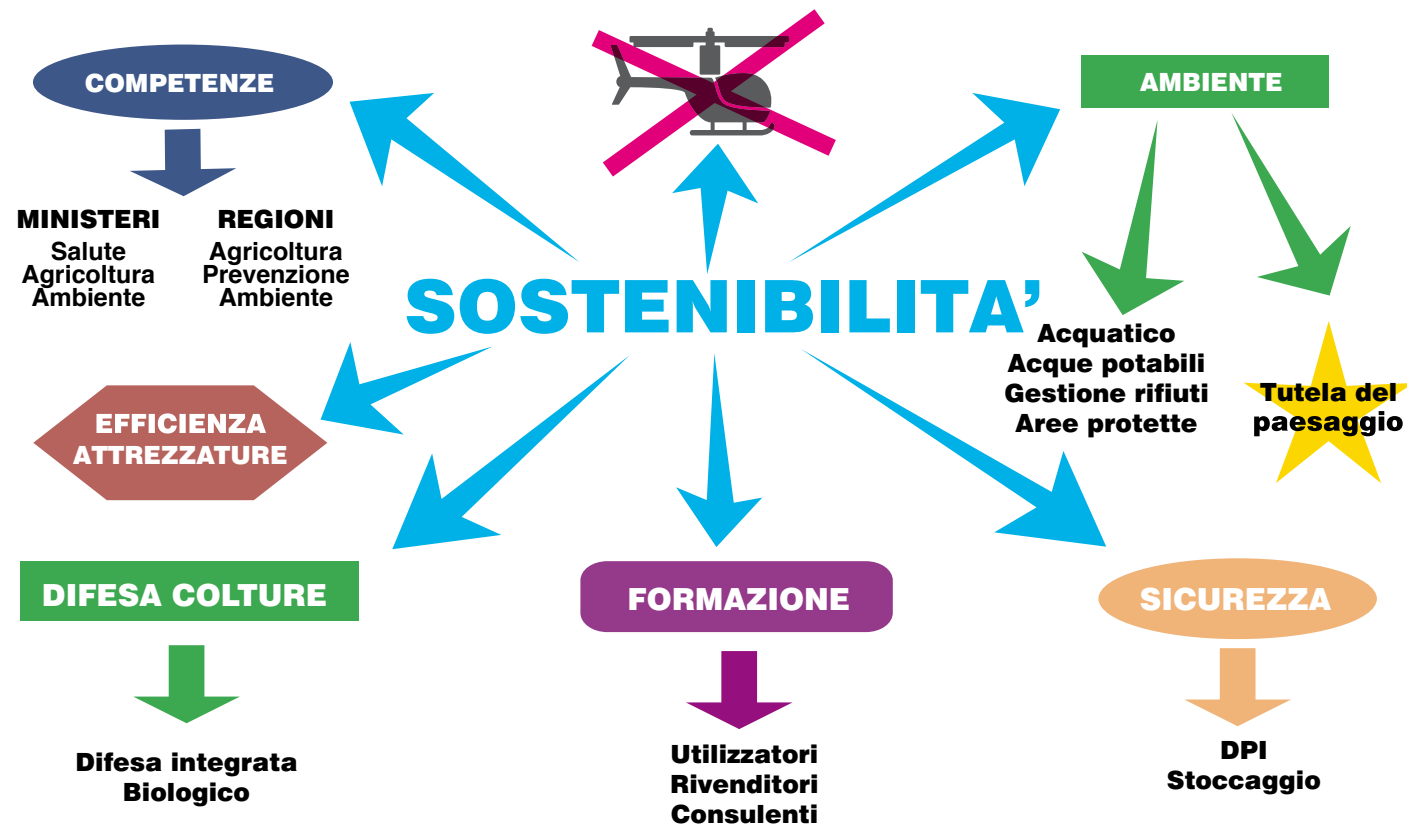 COMPETENZE
MINISTERI
Salute
Agricoltura
Ambiente
REGIONI
Agricoltura
Prevenzione
Ambiente
AMBIENTE
SOSTENIBILITA’
Acquatico
Acque potabili
Gestione rifiuti
Aree protette
Tutela del
paesaggio
EFFICIENZA
ATTREZZATURE
DIFESA COLTURE
Difesa integrata
Biologico
FORMAZIONE
Utilizzatori
Rivenditori
Consulenti
SICUREZZA
DPI
Stoccaggio